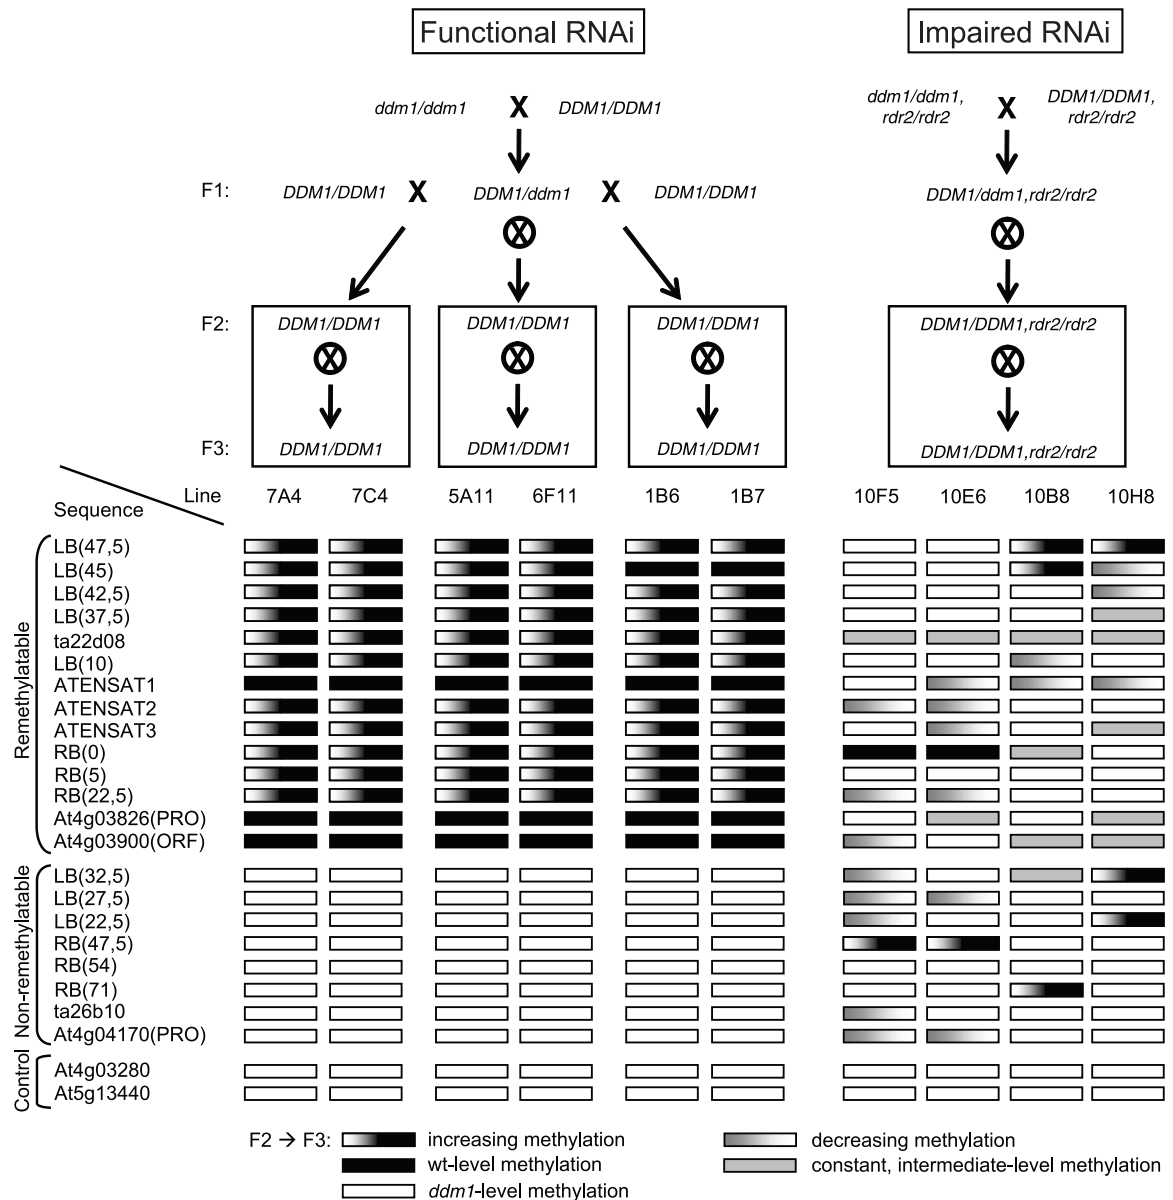 Functional RNAi
Impaired RNAi
ddm1/ddm1 X DDM1/DDM1
ddm1/ddm1, rdr2/rdr2 X DDM1/DDM1, rdr2/rdr2
F1: DDM1/DDM1 X DDM1/ddm1 X DDM1/DDM1
DDM1/ddm1,rdr2/rdr2
X X
F2: DDM1/DDM1 DDM1/DDM1 DDM1/DDM1 DDM1/DDM1,rdr2/rdr2
X X X X
F3: DDM1/DDM1 DDM1/DDM1 DDM1/DDM1 DDM1/DDM1,rdr2/rdr2
Line 7A4 7C4 5A11 6F11 1B6 1B7 10F5 10E6 10B8 10H8
Sequence
Remethylatable
LB(47,5)
LB(45)
LB(42,5)
LB(37,5)
ta22d08
LB(10)
ATENSAT1
ATENSAT2
ATENSAT3
RB(0)
RB(5)
RB(22,5)
At4g03826(PRO)
At4g03900(ORF)
Non-remethylatable
LB(32,5)
LB(27,5)
LB(22,5)
RB(47,5)
RB(54)
RB(71)
ta26b10
At4g04170(PRO)
Control
At4g03280
At5g13440
F2 → F3: increasing methylation
wt-level methylation
ddm1-level methylation
decreasing methylation
constant, intermediate-level methylation